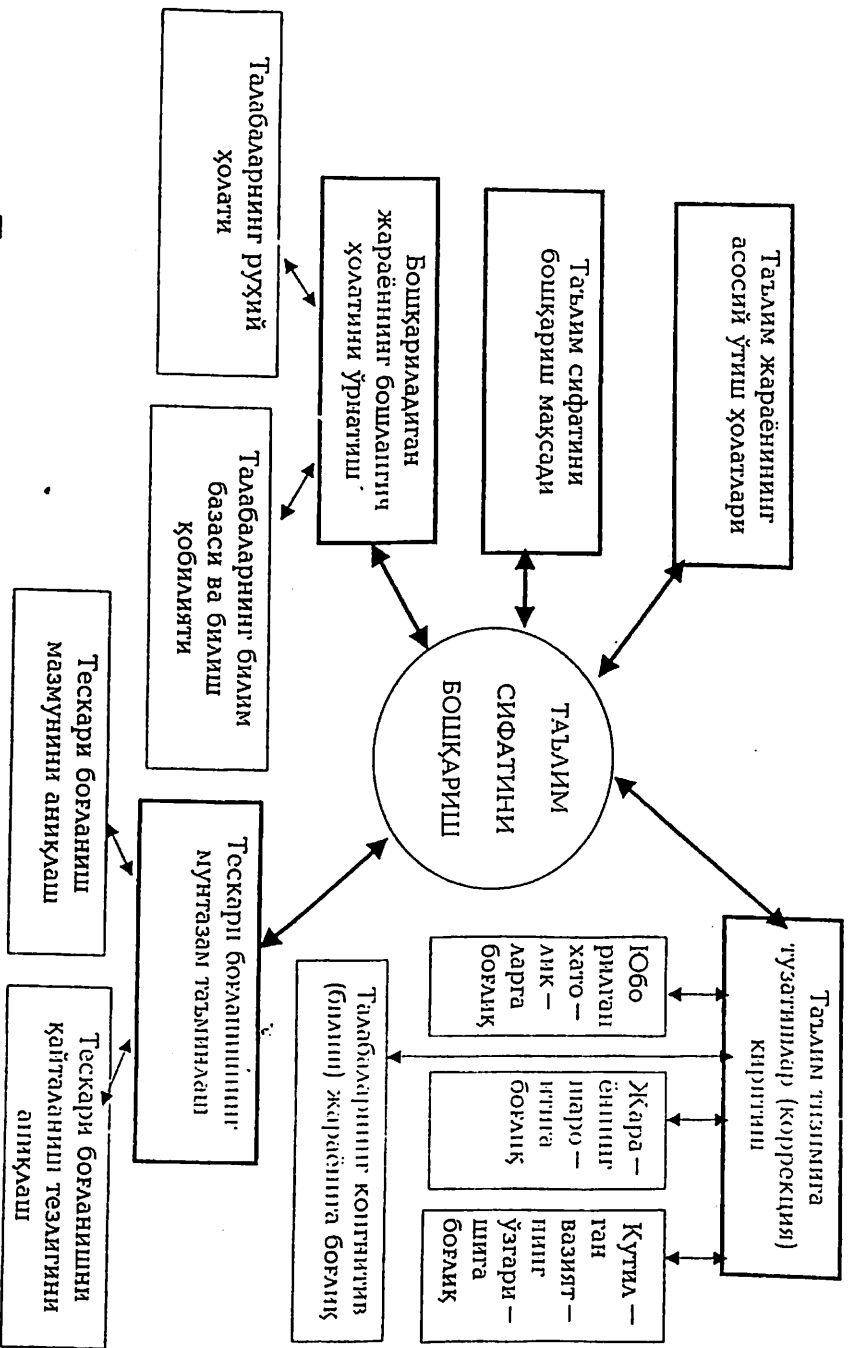 Таълим жараёнининг
асосий ўтиш ҳолатлари
Таълим сифатини
бошқариш мақсади
Бошқариладиган
жараённинг бошланғич
ҳолатини ўрнатиш
Талабаларнинг руҳий
ҳолати
Талабаларнинг билим
базаси ва билиш
қобилияти
ТАЪЛИМ
СИФАТИНИ
БОШҚАРИШ
Тескари боғланишнинг
мунтазам таъминлаш
Тескари боғланиш
мазмунини аниқлаш
Тескари боғланишни
қайталаниш тезлигини
аниқлаш
Таълим тизимига
тузатишлар (коррекция)
киритиш
Юбо
рилган
хато—
лик—
ларга
боғлиқ
Жара—
ённинг
шаро—
итига
боғлиқ
Кутил—
ган
вазият—
нинг
ўзгари—
шига
боғлиқ
Талабаларнинг когнитив
(билиш) жараёнига боғлиқ